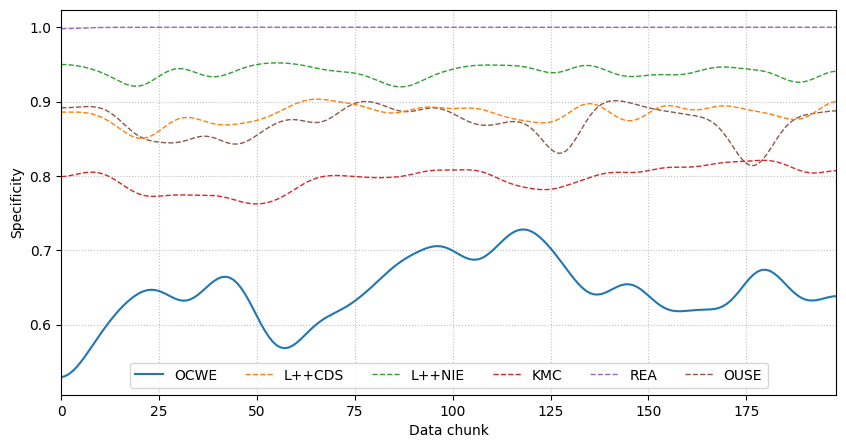 1.0
0.9
0.8
0.7
0.6
Specificity
OCWE L++CDS L++NIE KMC REA OUSE
0 25 50 75 100 125 150 175
Data chunk